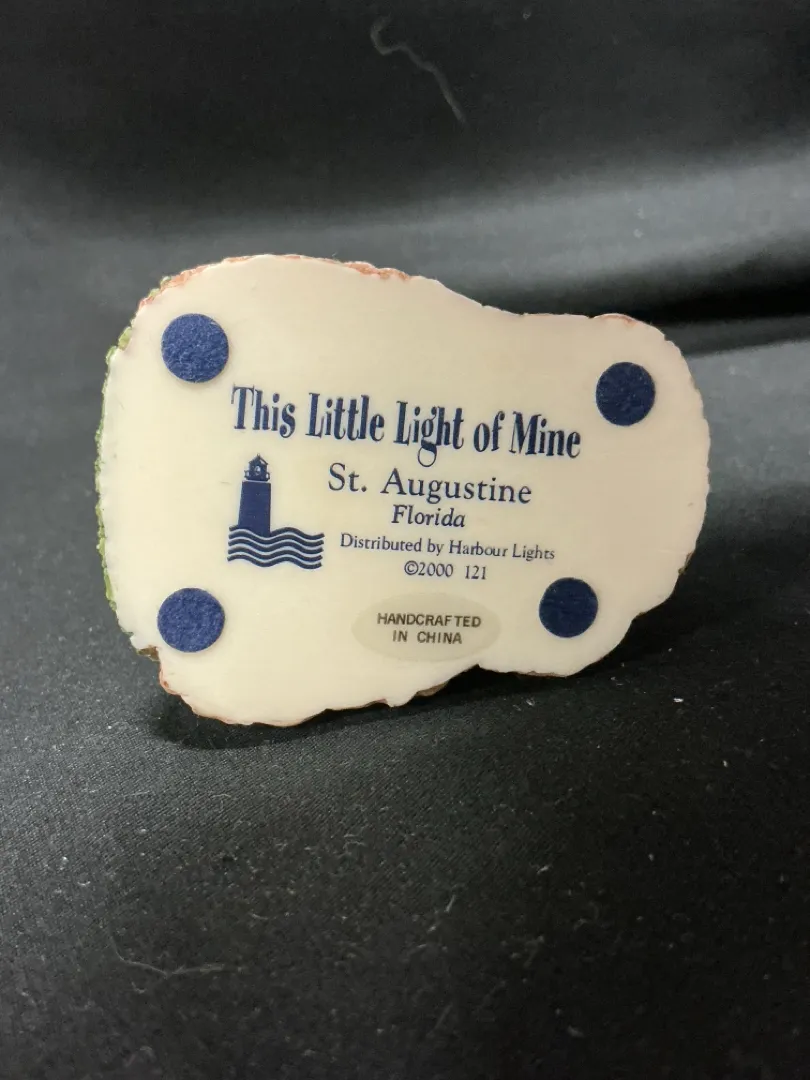 This Little Light of Mine
St. Augustine
Florida
Distributed by Harbour Lights
©2000 121
HANDCRAFTED
IN CHINA